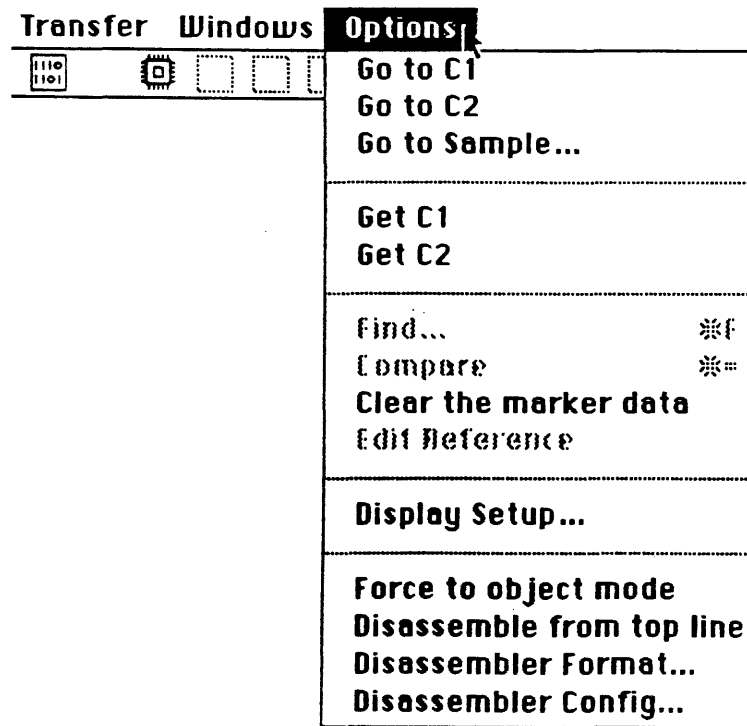 Transfer Windows Options
1110
1101
Go to C1
Go to C2
Go to Sample...
Get C1
Get C2
Find... ⌘F
Compare ⌘=
Clear the marker data
Edit Reference
Display Setup...
Force to object mode
Disassemble from top line
Disassembler Format...
Disassembler Config...